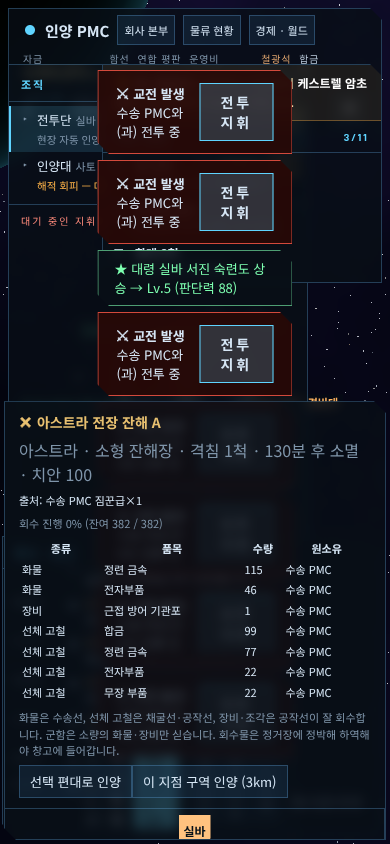 인양 PMC 회사 본부 물류 현황 경제 · 월드
자금 함선 연합 평판 운영비 철광석 합금
조직
케스트렐 암초
전투단 실바
현장 자동 인양
3 / 11
인양대 사토
해적 회피 —
대기 중인 지휘
⚔ 교전 발생
수송 PMC와
(과) 전투 중
전투
지휘
⚔ 교전 발생
수송 PMC와
(과) 전투 중
전투
지휘
★ 대령 실바 서진 숙련도 상
승 → Lv.5 (판단력 88)
⚔ 교전 발생
수송 PMC와
(과) 전투 중
전투
지휘
✖ 아스트라 전장 잔해 A
아스트라 · 소형 잔해장 · 격침 1척 · 130분 후 소멸
· 치안 100
출처: 수송 PMC 짐꾼급×1
회수 진행 0% (잔여 382 / 382)
종류 품목 수량 원소유
화물 정련 금속 115 수송 PMC
화물 전자부품 46 수송 PMC
장비 근접 방어 기관포 1 수송 PMC
선체 고철 합금 99 수송 PMC
선체 고철 정련 금속 77 수송 PMC
선체 고철 전자부품 22 수송 PMC
선체 고철 무장 부품 22 수송 PMC
화물은 수송선, 선체 고철은 채굴선·공작선, 장비·조각은 공작선이 잘 회수합
니다. 군함은 소량의 화물·장비만 싣습니다. 회수물은 정거장에 정박해 하역해
야 창고에 들어갑니다.
선택 편대로 인양 이 지점 구역 인양 (3km)
실바